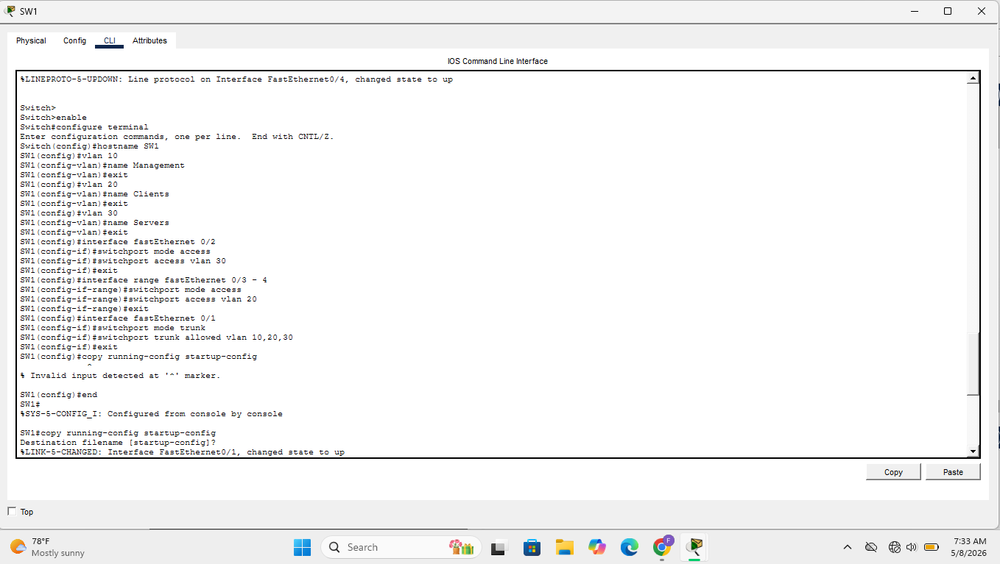 SW1
Physical Config CLI Attributes
IOS Command Line Interface
%LINEPROTO-5-UPDOWN: Line protocol on Interface FastEthernet0/4, changed state to up
Switch>
Switch>enable
Switch#configure terminal
Enter configuration commands, one per line.  End with CNTL/Z.
Switch(config)#hostname SW1
SW1(config)#vlan 10
SW1(config-vlan)#name Management
SW1(config-vlan)#exit
SW1(config)#vlan 20
SW1(config-vlan)#name Clients
SW1(config-vlan)#exit
SW1(config)#vlan 30
SW1(config-vlan)#name Servers
SW1(config-vlan)#exit
SW1(config)#interface fastEthernet 0/2
SW1(config-if)#switchport mode access
SW1(config-if)#switchport access vlan 30
SW1(config-if)#exit
SW1(config)#interface range fastEthernet 0/3 - 4
SW1(config-if-range)#switchport mode access
SW1(config-if-range)#switchport access vlan 20
SW1(config-if-range)#exit
SW1(config)#interface fastEthernet 0/1
SW1(config-if)#switchport mode trunk
SW1(config-if)#switchport trunk allowed vlan 10,20,30
SW1(config-if)#exit
SW1(config)#copy running-config startup-config
^
% Invalid input detected at '^' marker.
SW1(config)#end
SW1#
%SYS-5-CONFIG_I: Configured from console by console
SW1#copy running-config startup-config
Destination filename [startup-config]?
%LINK-5-CHANGED: Interface FastEthernet0/1, changed state to up
Copy Paste
Top
78°F
Mostly sunny
Search
F
7:33 AM
5/8/2026